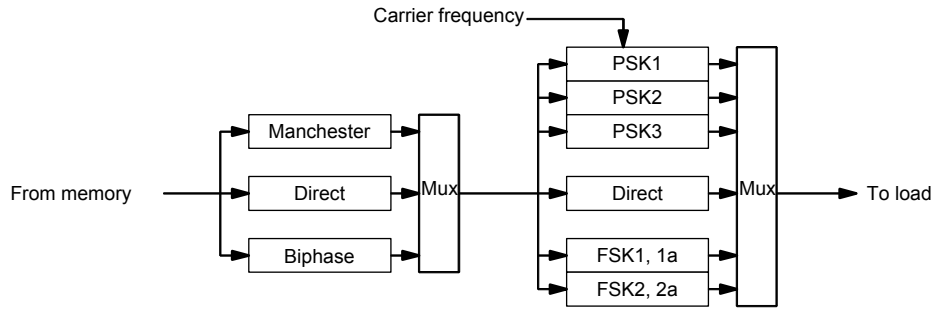 Carrier frequency
PSK1
PSK2
PSK3
Manchester
Direct
Biphase
Mux
From memory
Direct
FSK1, 1a
FSK2, 2a
Mux
To load